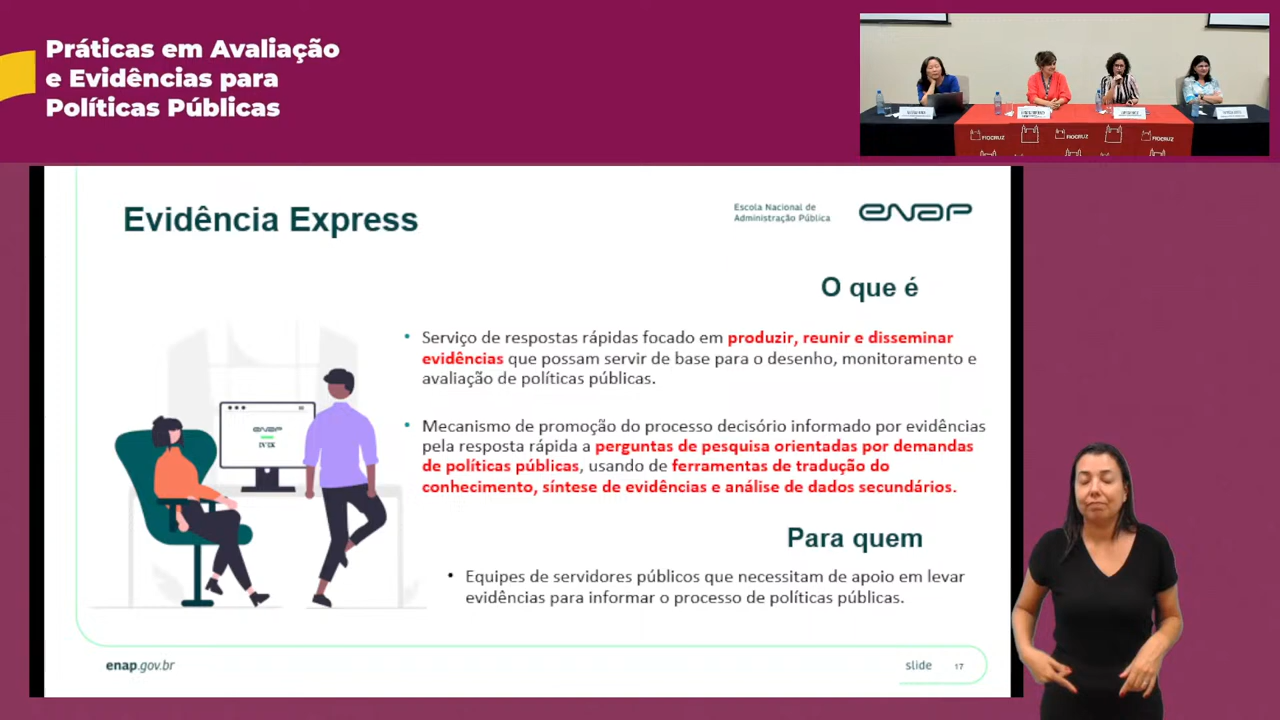 Práticas em Avaliação
e Evidências para
Políticas Públicas
FIOCRUZ
FIOCRUZ
FIOCRUZ
Evidência Express
Escola Nacional de
Administração Pública
enap
O que é
• Serviço de respostas rápidas focado em produzir, reunir e disseminar
evidências que possam servir de base para o desenho, monitoramento e
avaliação de políticas públicas.
• Mecanismo de promoção do processo decisório informado por evidências
pela resposta rápida a perguntas de pesquisa orientadas por demandas
de políticas públicas, usando de ferramentas de tradução do
conhecimento, síntese de evidências e análise de dados secundários.
enap
Para quem
• Equipes de servidores públicos que necessitam de apoio em levar
evidências para informar o processo de políticas públicas.
enap.gov.br
slide 17